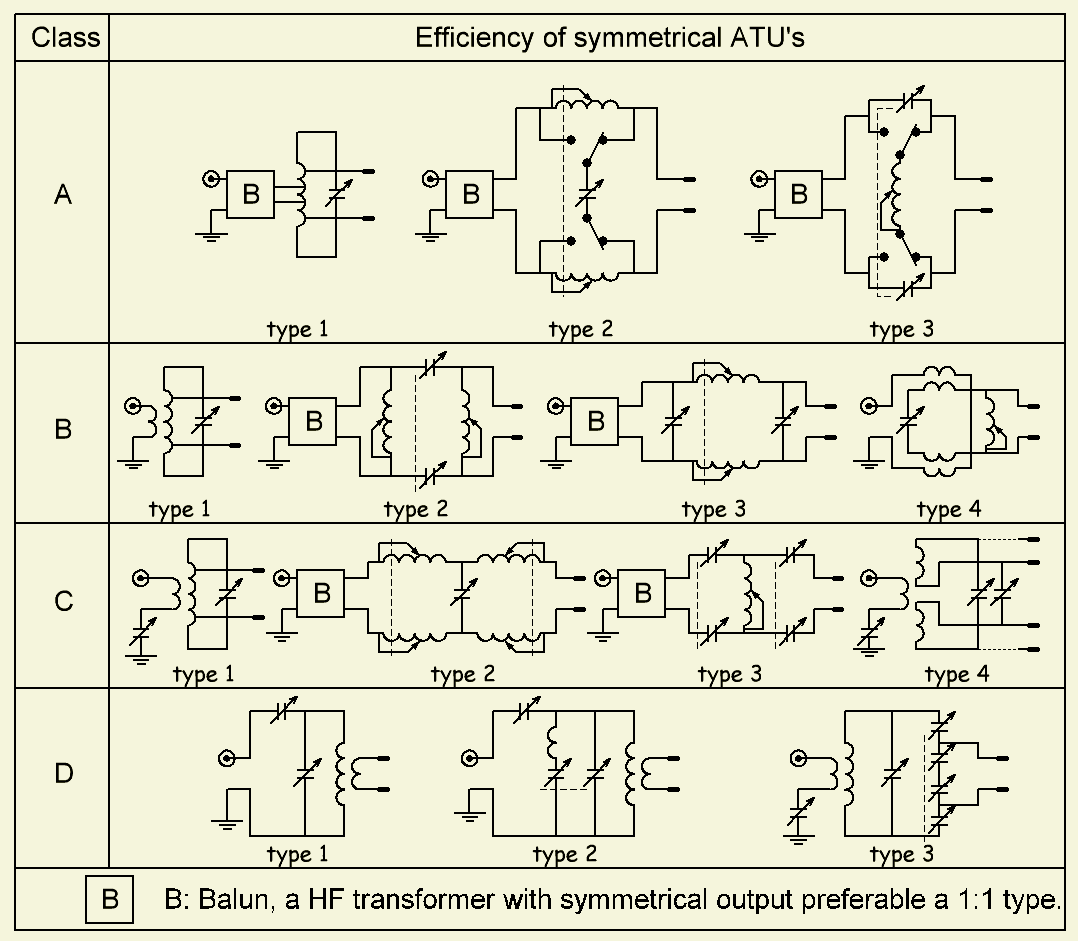 Class Efficiency of symmetrical ATU's
A
B B B
type 1 type 2 type 3
B
B B
type 1 type 2 type 3 type 4
C
B B
type 1 type 2 type 3 type 4
D
type 1 type 2 type 3
B B: Balun, a HF transformer with symmetrical output preferable a 1:1 type.